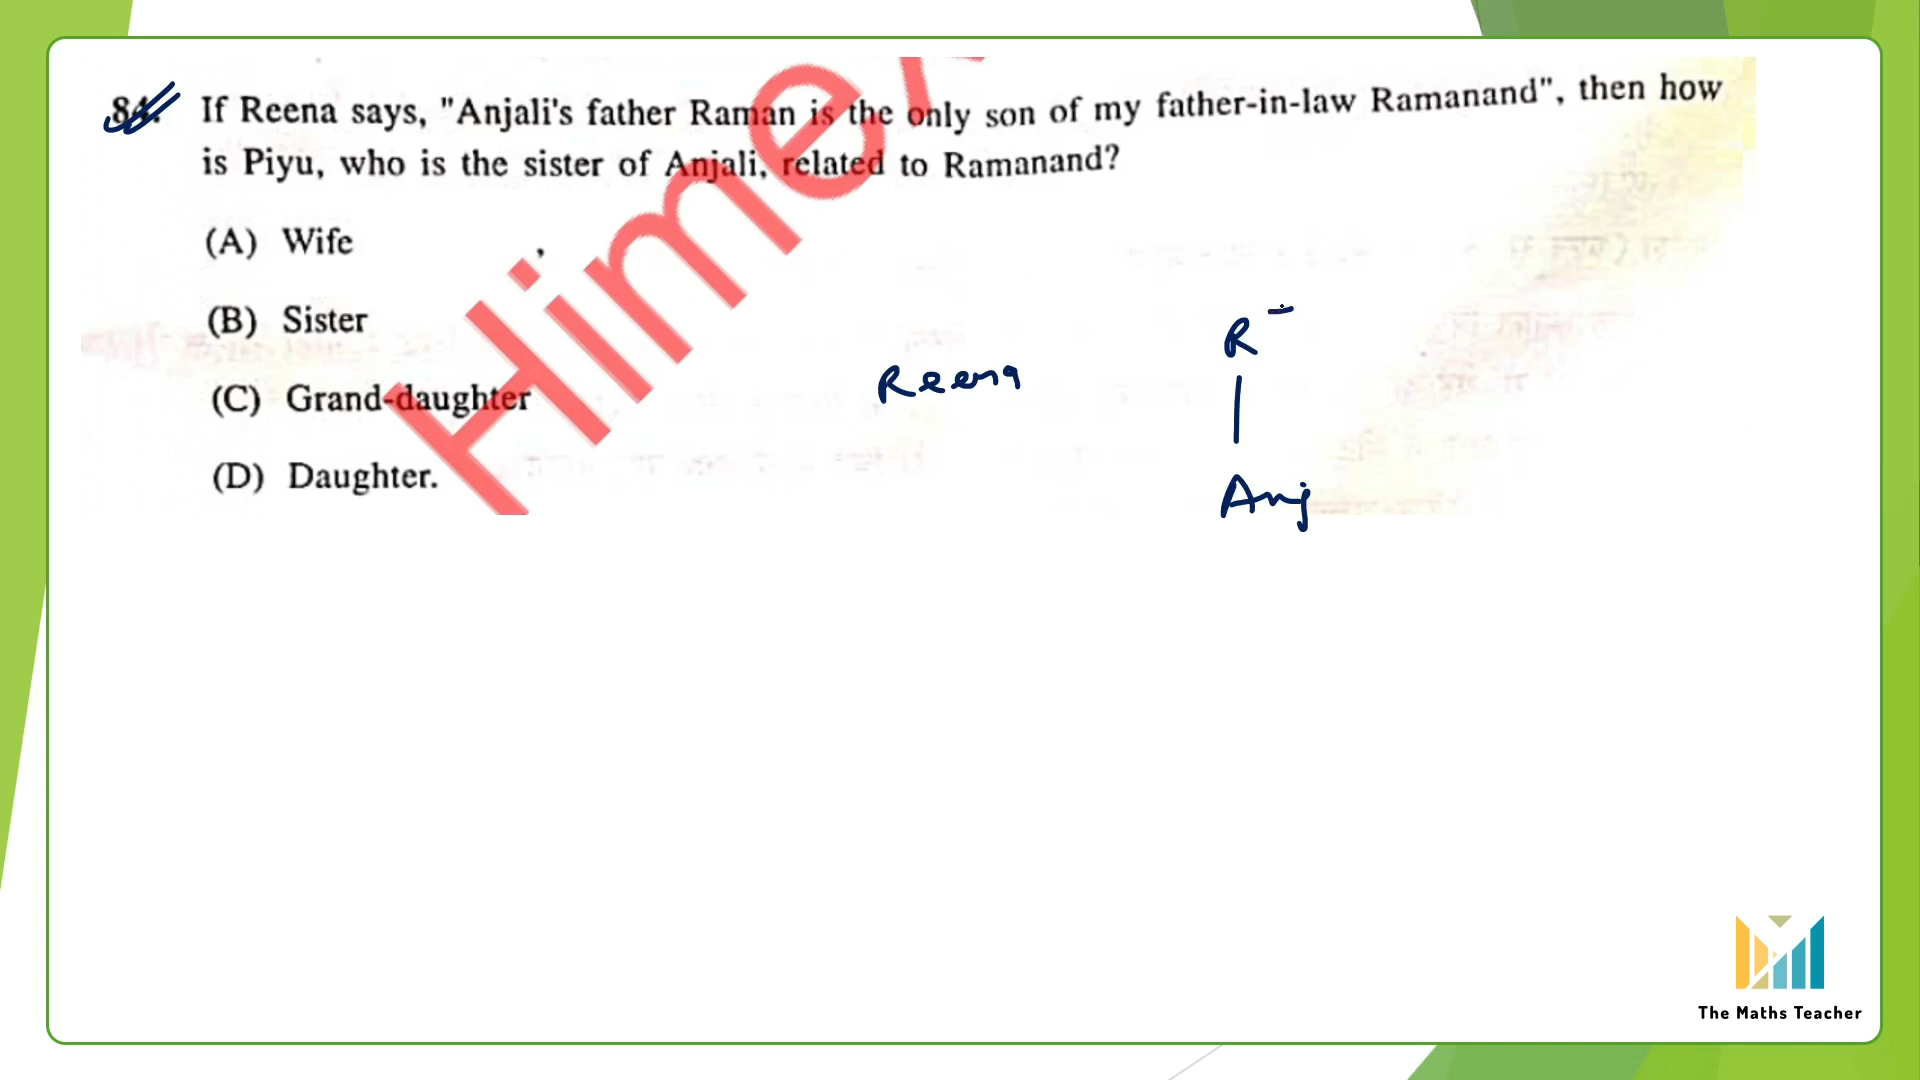 84. If Reena says, "Anjali's father Raman is the only son of my father-in-law Ramanand", then how
is Piyu, who is the sister of Anjali, related to Ramanand?
(A) Wife
(B) Sister
(C) Grand-daughter
(D) Daughter.
Reena
R
Anj
The Maths Teacher